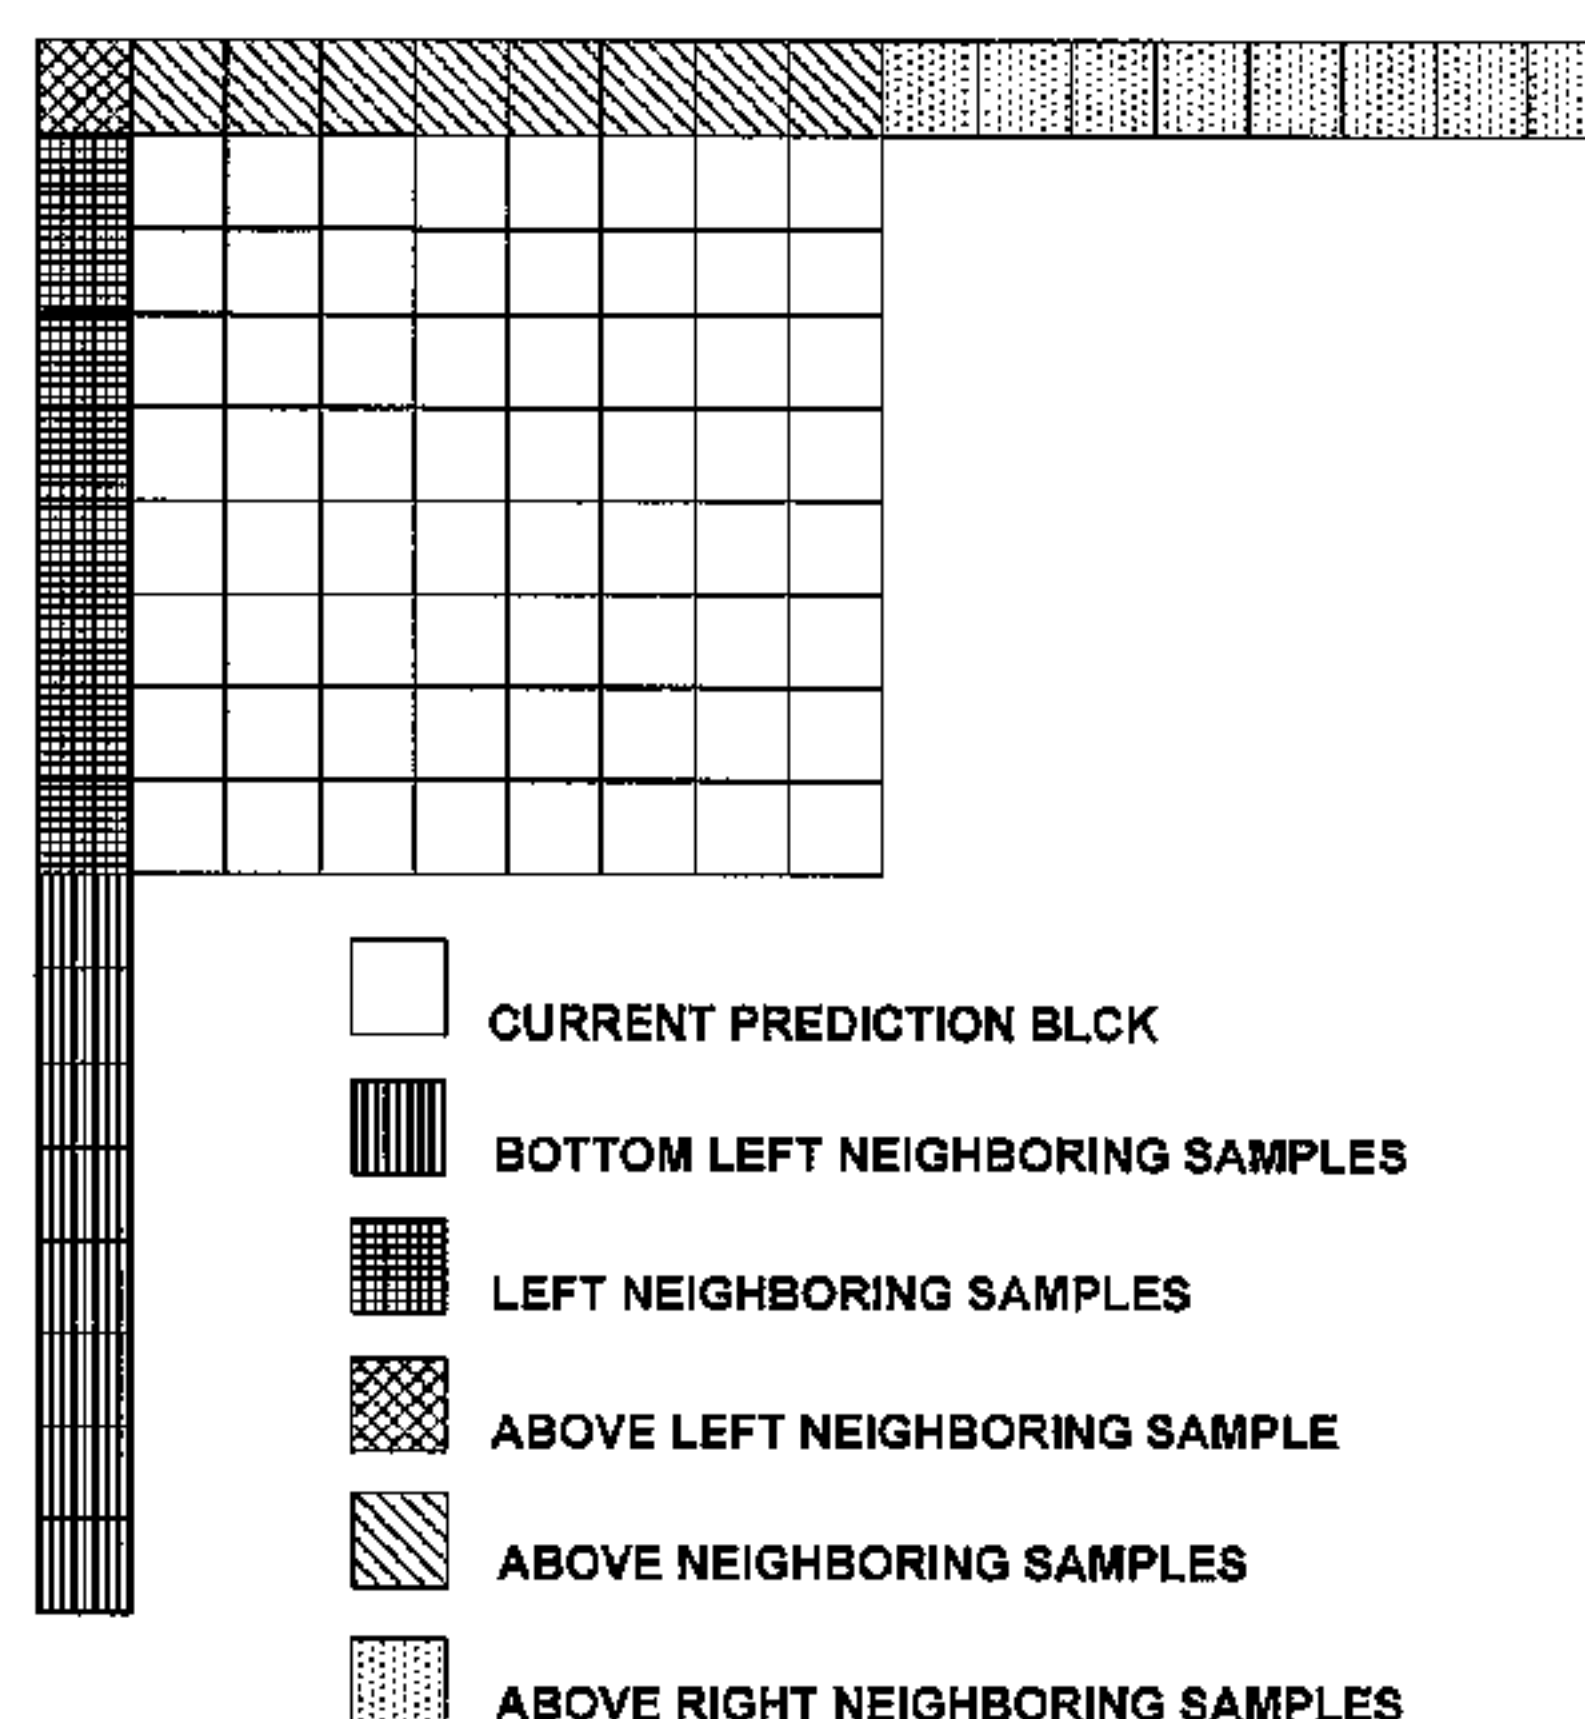 CURRENT PREDICTION BLCK
BOTTOM LEFT NEIGHBORING SAMPLES
LEFT NEIGHBORING SAMPLES
ABOVE LEFT NEIGHBORING SAMPLE
ABOVE NEIGHBORING SAMPLES
ABOVE RIGHT NEIGHBORING SAMPLES